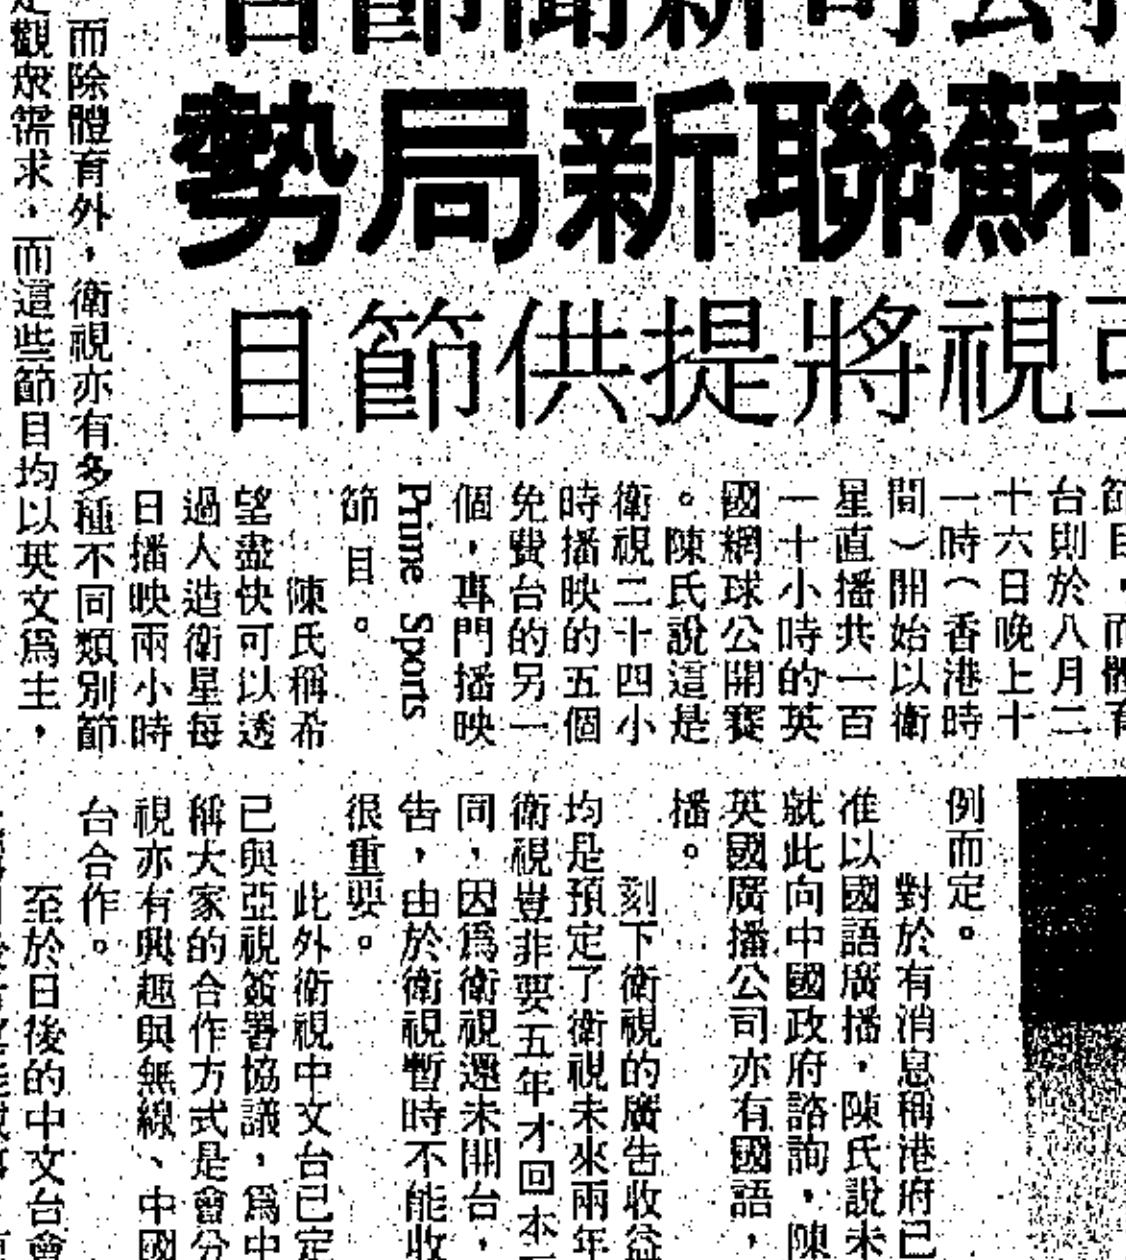 蘇聯新局勢
視將提供節目
台則於八月二
十六日晚上十
一時（香港時
間）開始以衛
星直播共一百
一十小時的英
國網球公開賽
。陳氏說這是
衛視二十四小
時播映的五個
免費台的另一
個，專門播映
Prime Sports
節目。
陳氏稱希
望盡快可以透
過人造衛星每
日播映兩小時
而除體育外，衛視亦有多種不同類別節
觀眾需求，而這些節目均以英文為主，
例而定。
對於有消息稱港府已
准以國語廣播，陳氏說未
就此向中國政府諮詢，陳
英國廣播公司亦有國語，
播。
刻下衛視的廣告收益
均是預定了衛視未來兩年
衛視豈非要五年才回本
同，因為衛視還未開台，
告，由於衛視暫時不能收
很重要。
此外衛視中文台已定
已與亞視簽署協議，為中
稱大家的合作方式是會分
視亦有興趣與無線、中國
台合作。
至於日後的中文台會